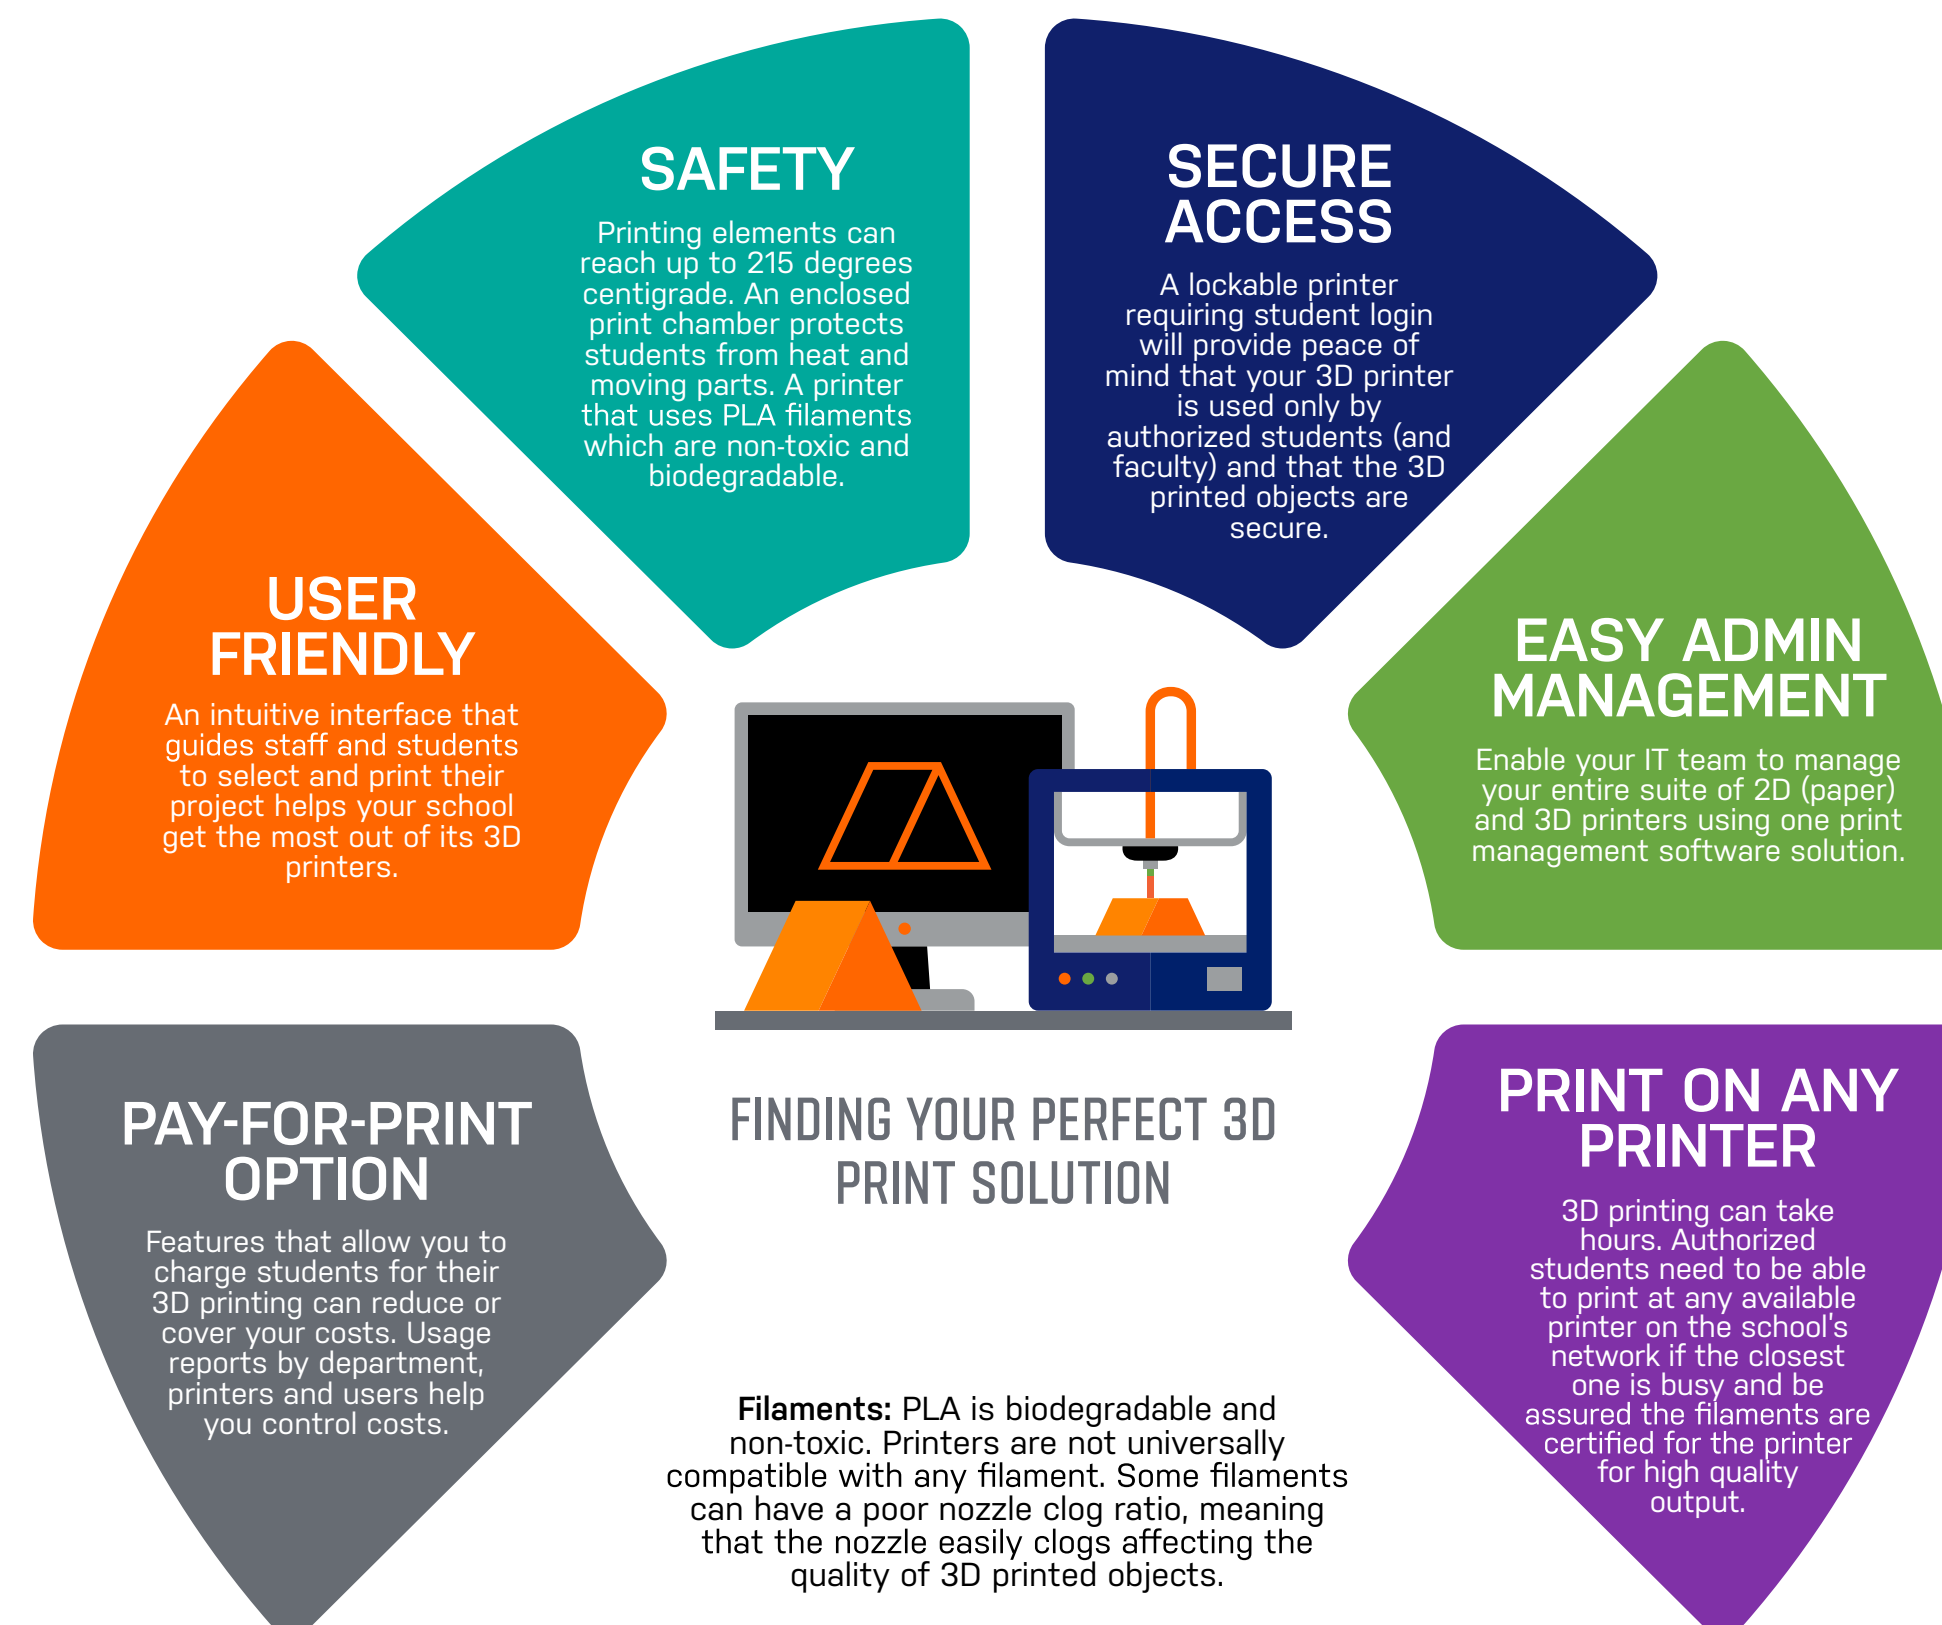 SAFETY
Printing elements can
reach up to 215 degrees
centigrade. An enclosed
print chamber protects
students from heat and
moving parts. A printer
that uses PLA filaments
which are non-toxic and
biodegradable.
SECURE
ACCESS
A lockable printer
requiring student login
will provide peace of
mind that your 3D printer
is used only by
authorized students (and
faculty) and that the 3D
printed objects are
secure.
USER
FRIENDLY
An intuitive interface that
guides staff and students
to select and print their
project helps your school
get the most out of its 3D
printers.
EASY ADMIN
MANAGEMENT
Enable your IT team to manage
your entire suite of 2D (paper)
and 3D printers using one print
management software solution.
PAY-FOR-PRINT
OPTION
Features that allow you to
charge students for their
3D printing can reduce or
cover your costs. Usage
reports by department,
printers and users help
you control costs.
FINDING YOUR PERFECT 3D
PRINT SOLUTION
Filaments: PLA is biodegradable and
non-toxic. Printers are not universally
compatible with any filament. Some filaments
can have a poor nozzle clog ratio, meaning
that the nozzle easily clogs affecting the
quality of 3D printed objects.
PRINT ON ANY
PRINTER
3D printing can take
hours. Authorized
students need to be able
to print at any available
printer on the school's
network if the closest
one is busy and be
assured the filaments are
certified for the printer
for high quality
output.